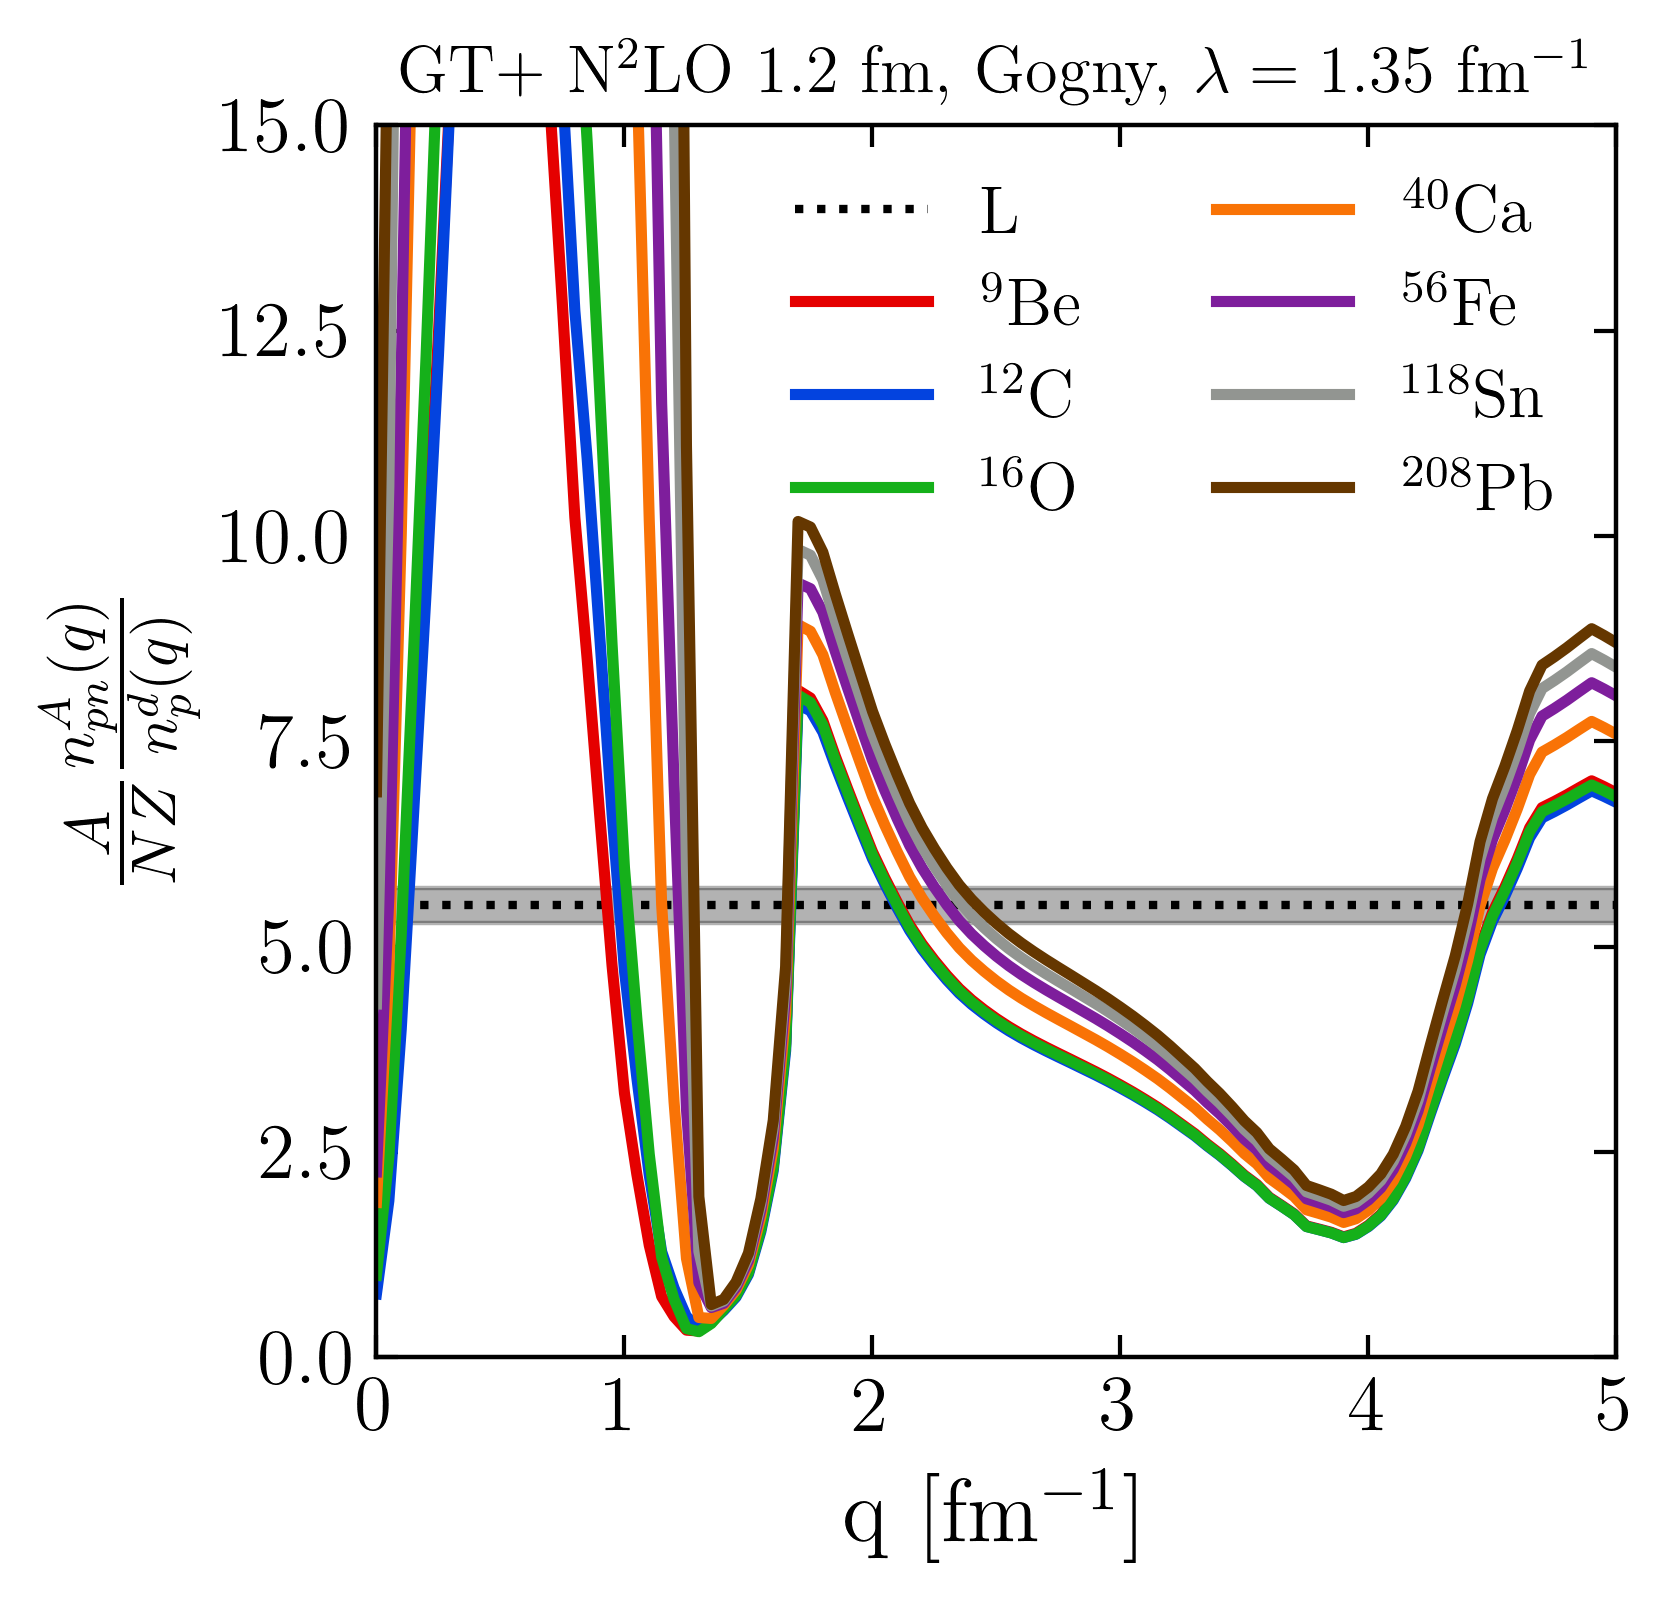 GT+ N²LO 1.2 fm, Gogny, λ = 1.35 fm⁻¹
15.0
12.5
10.0
7.5
5.0
2.5
0.0
A/NZ n^A_pn(q)/n^d_p(q)
L
⁹Be
¹²C
¹⁶O
⁴⁰Ca
⁵⁶Fe
¹¹⁸Sn
²⁰⁸Pb
0 1 2 3 4 5
q [fm⁻¹]